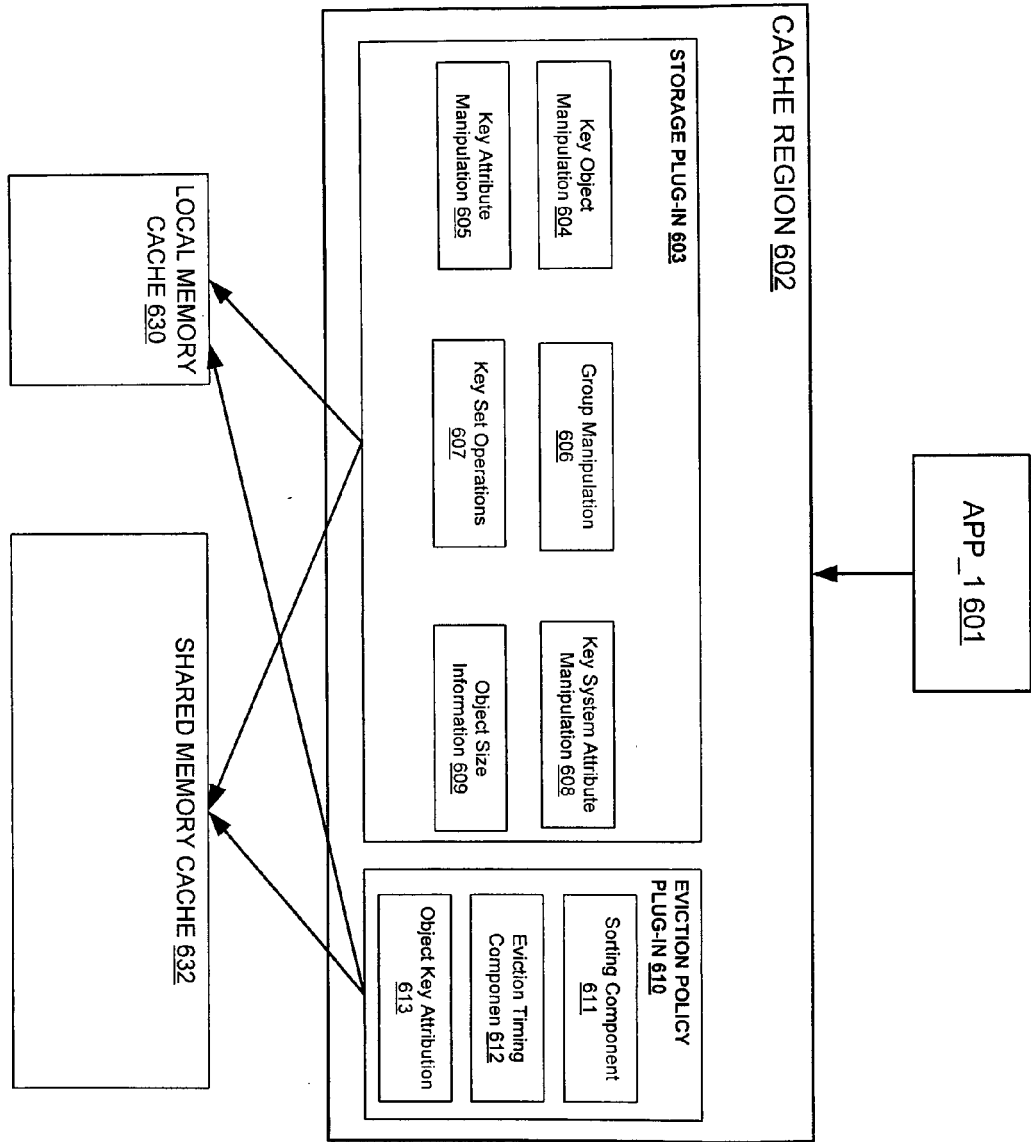 APP_1 601
CACHE REGION 602
STORAGE PLUG-IN 603
Key Object
Manipulation 604
Group Manipulation
606
Key System Attribute
Manipulation 608
Key Attribute
Manipulation 605
Key Set Operations
607
Object Size
Information 609
EVICTION POLICY
PLUG-IN 610
Sorting Component
611
Eviction Timing
Componen 612
Object Key Attribution
613
LOCAL MEMORY
CACHE 630
SHARED MEMORY CACHE 632